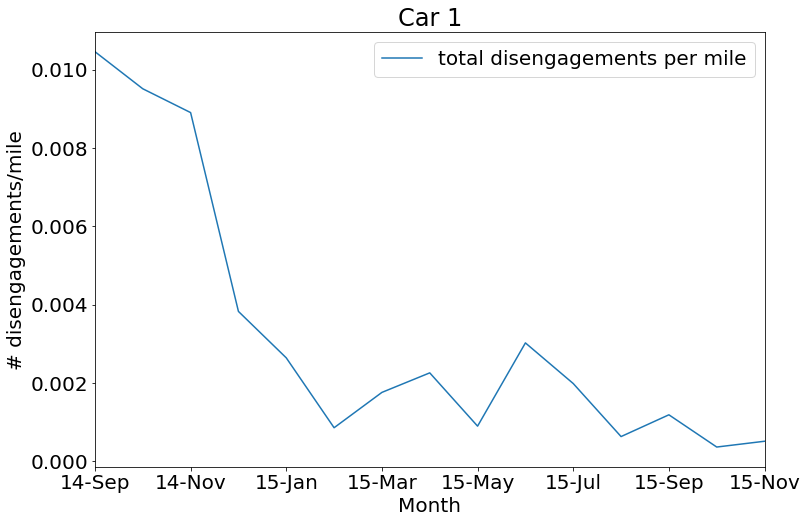 Car 1
total disengagements per mile
# disengagements/mile
0.010
0.008
0.006
0.004
0.002
0.000
14-Sep 14-Nov 15-Jan 15-Mar 15-May 15-Jul 15-Sep 15-Nov
Month